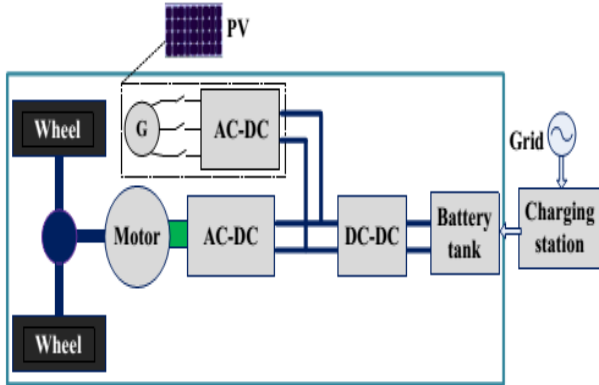 PV
Wheel
G
AC-DC
Grid
Motor
AC-DC
DC-DC
Battery
tank
Charging
station
Wheel